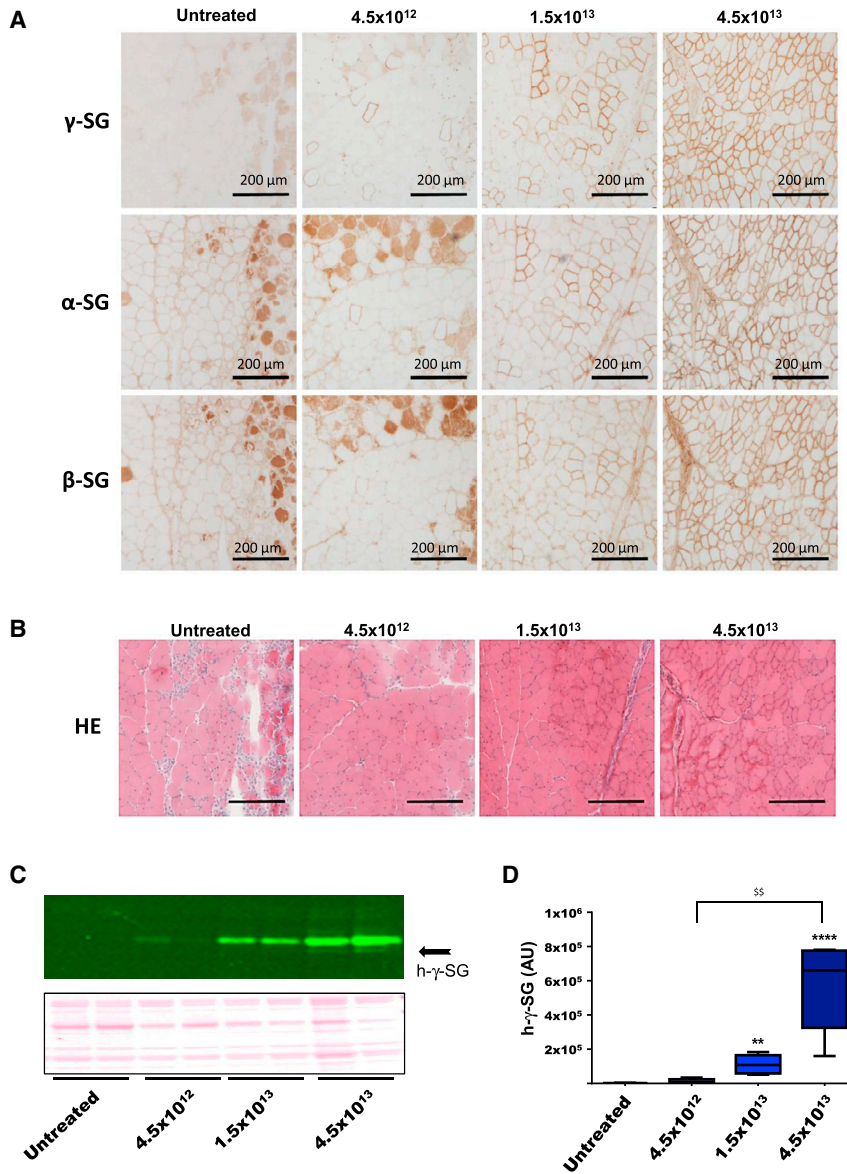 A
Untreated 4.5x10¹² 1.5x10¹³ 4.5x10¹³
γ-SG
200 µm 200 µm 200 µm 200 µm
α-SG
200 µm 200 µm 200 µm 200 µm
β-SG
200 µm 200 µm 200 µm 200 µm
B
Untreated 4.5x10¹² 1.5x10¹³ 4.5x10¹³
HE
C
h-γ-SG
Untreated 4.5x10¹² 1.5x10¹³ 4.5x10¹³
D
$$
h-γ-SG (AU)
1x10⁶
8x10⁵
6x10⁵
4x10⁵
2x10⁵
** ****
Untreated 4.5x10¹² 1.5x10¹³ 4.5x10¹³